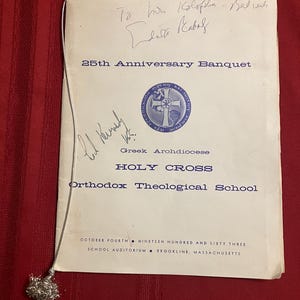 To
25th Anniversary Banquet
Greek Archdiocese
HOLY CROSS
Orthodox Theological School
OCTOBER FOURTH • NINETEEN HUNDRED AND SIXTY THREE
SCHOOL AUDITORIUM • BROOKLINE, MASSACHUSETTS